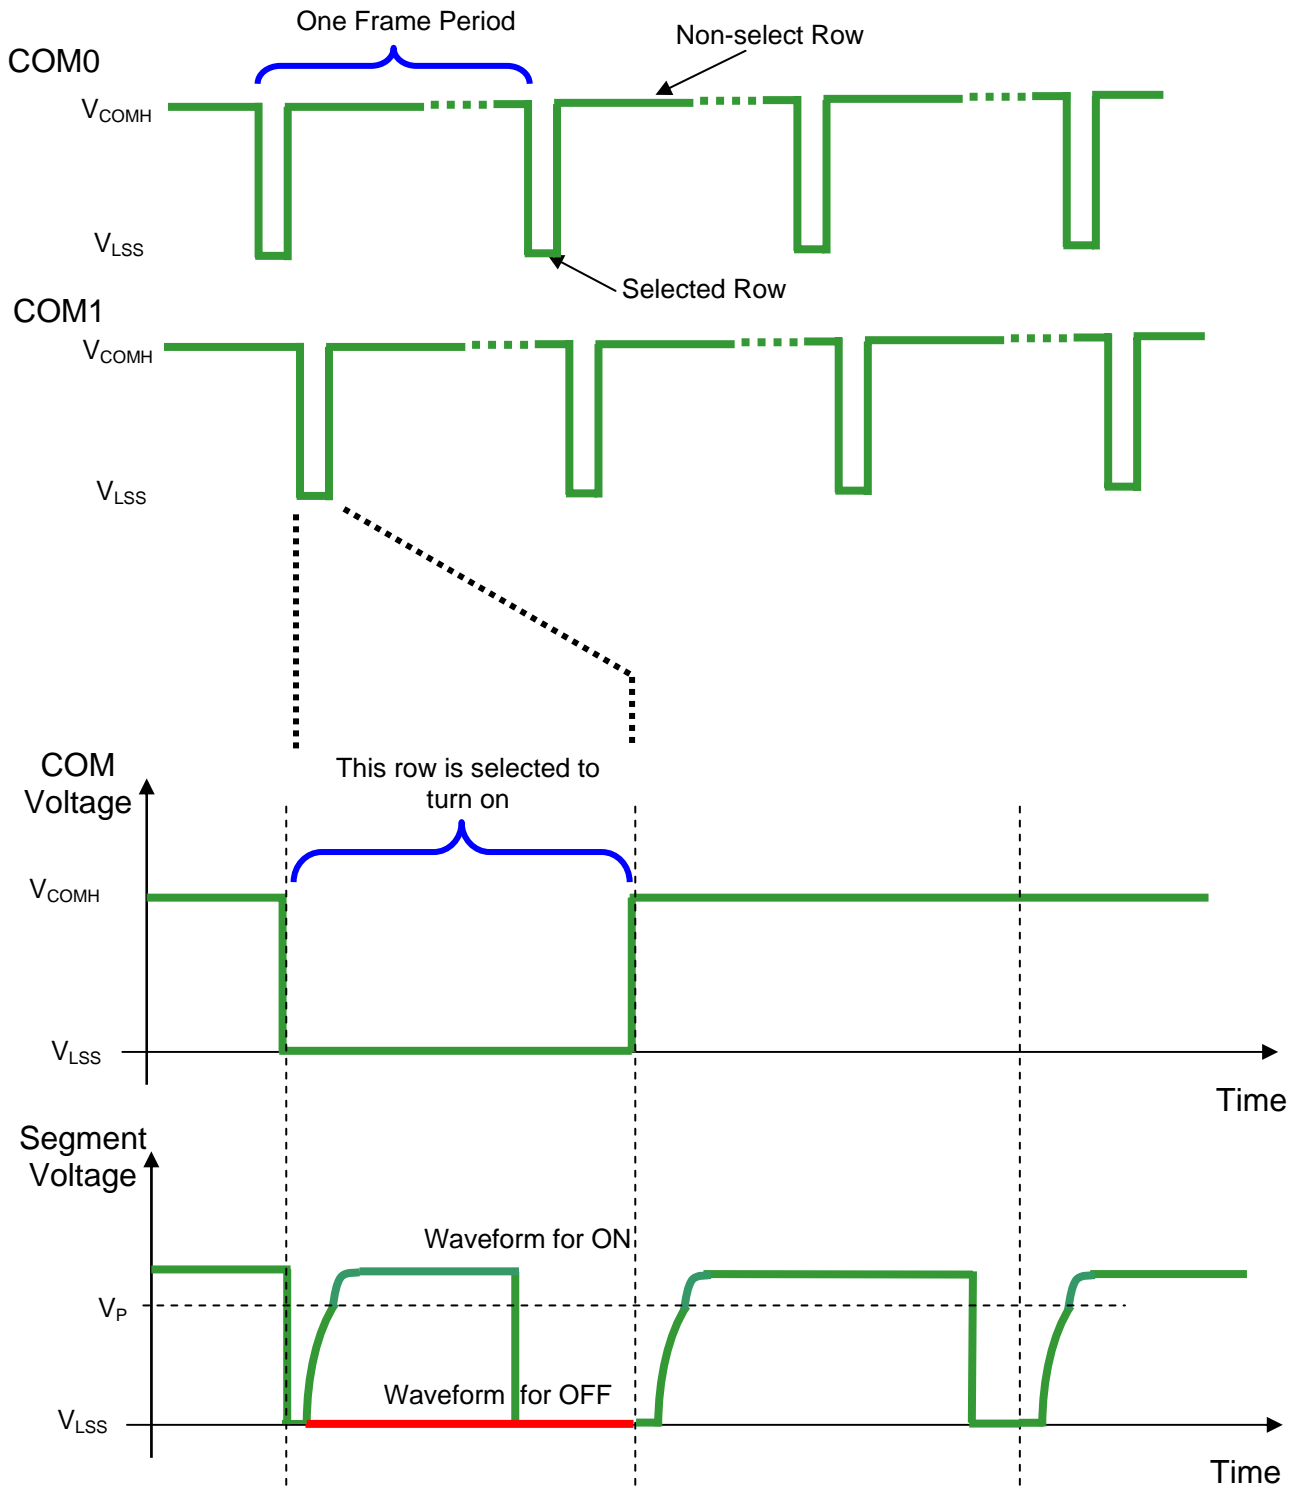 One Frame Period
Non-select Row
COM0
VCOMH
VLSS
Selected Row
COM1
VCOMH
VLSS
COM
Voltage
This row is selected to
turn on
VCOMH
VLSS
Time
Segment
Voltage
Waveform for ON
VP
Waveform for OFF
VLSS
Time